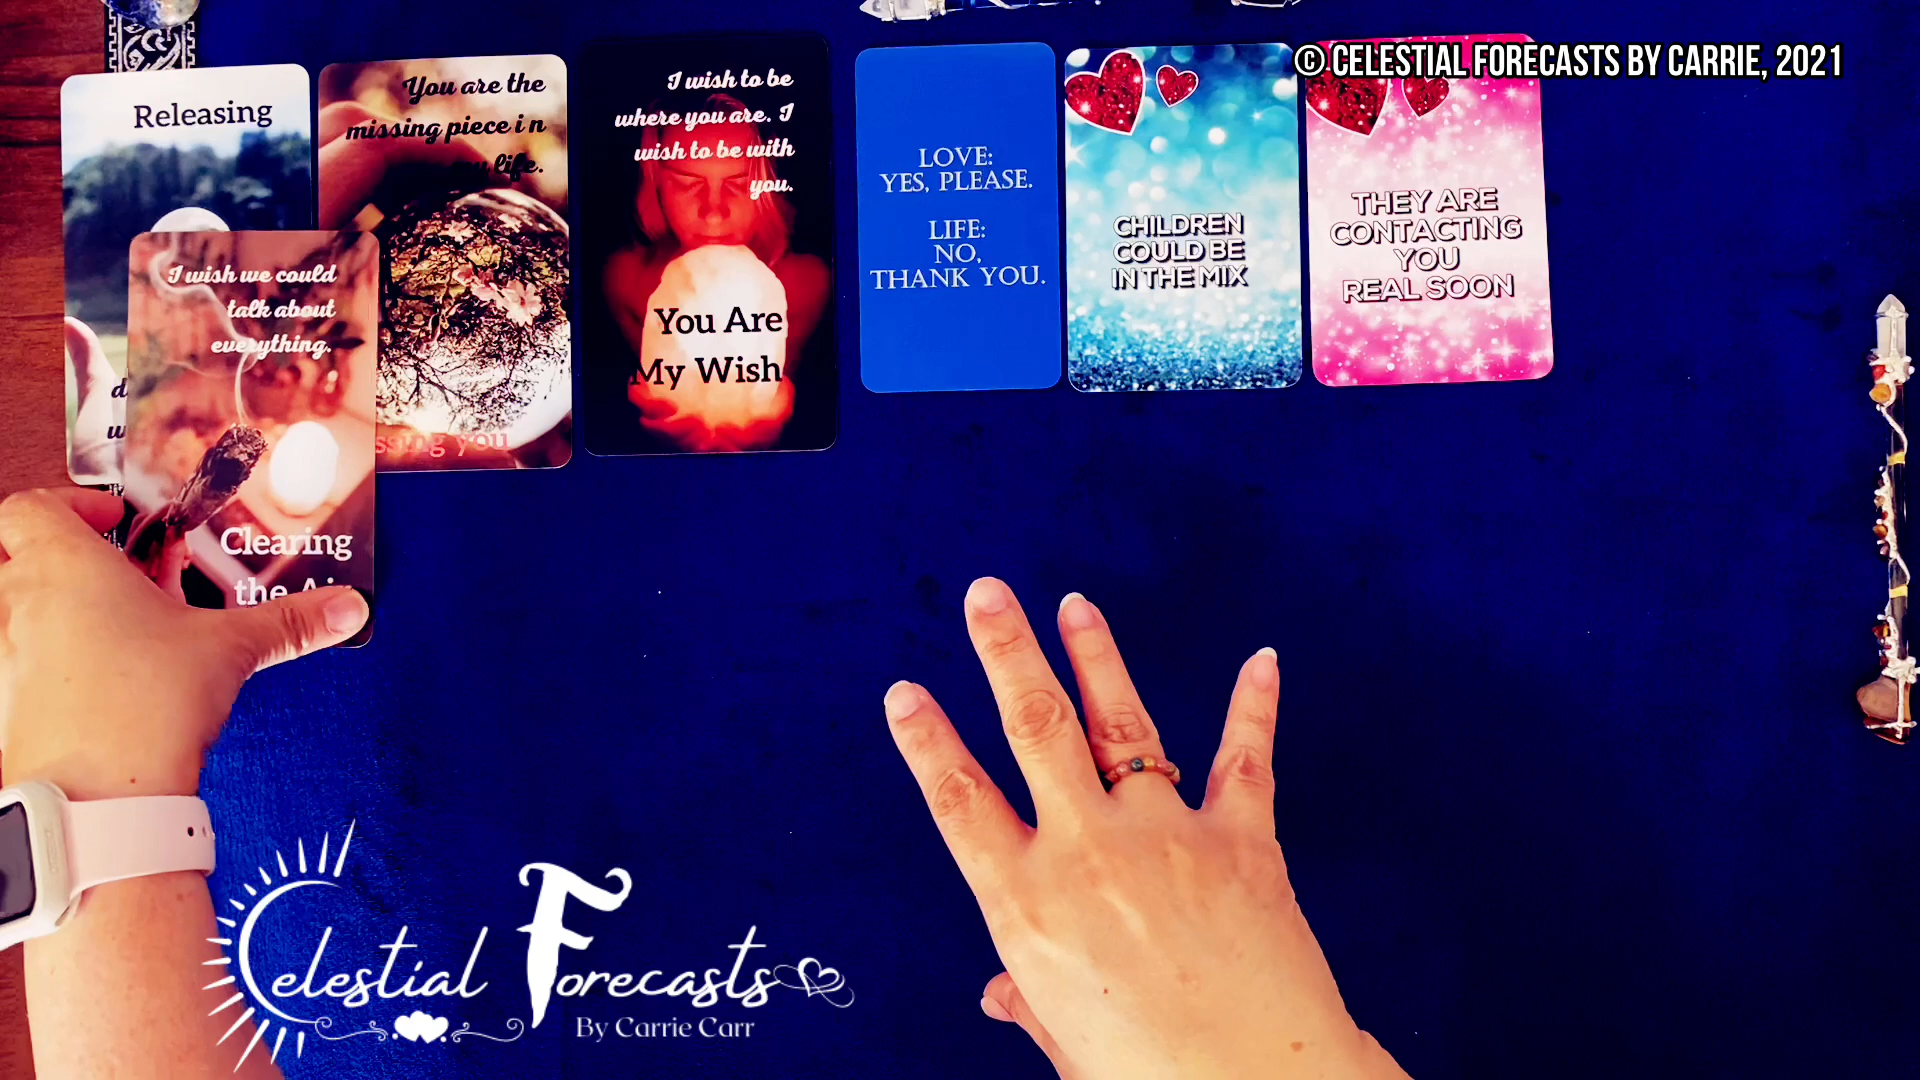 © CELESTIAL FORECASTS BY CARRIE, 2021
Releasing
You are the
missing piece i n
life.
I wish to be
where you are. I
wish to be with
you.
You Are
My Wish
LOVE:
YES, PLEASE.
LIFE:
NO,
THANK YOU.
CHILDREN
COULD BE
IN THE MIX
THEY ARE
CONTACTING
YOU
REAL SOON
I wish we could
talk about
everything.
Clearing
the Air
you
Celestial Forecasts
By Carrie Carr